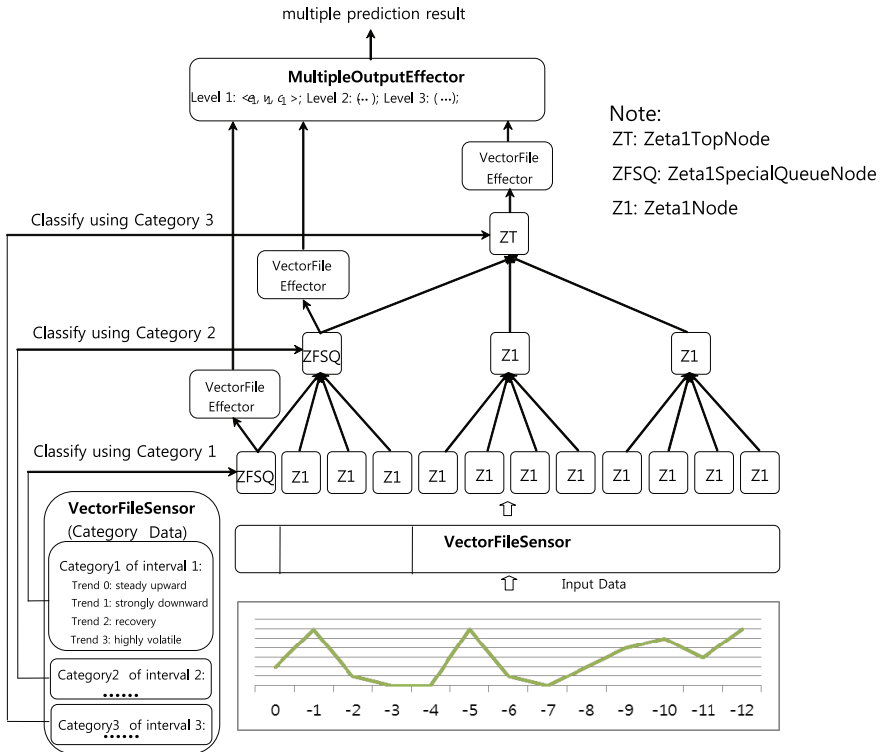 multiple prediction result
MultipleOutputEffector
Level 1: <e1, v1, c1 >; Level 2: (...); Level 3: (...);
Note:
ZT: Zeta1TopNode
ZFSQ: Zeta1SpecialQueueNode
Z1: Zeta1Node
VectorFile
Effector
Classify using Category 3
ZT
VectorFile
Effector
Classify using Category 2
ZFSQ
Z1
Z1
VectorFile
Effector
Classify using Category 1
ZFSQ Z1 Z1 Z1 Z1 Z1 Z1 Z1 Z1 Z1 Z1 Z1
VectorFileSensor
(Category Data)
Category1 of interval 1:
Trend 0: steady upward
Trend 1: strongly downward
Trend 2: recovery
Trend 3: highly volatile
Category2 of interval 2:
......
Category3 of interval 3:
......
VectorFileSensor
Input Data
0 -1 -2 -3 -4 -5 -6 -7 -8 -9 -10 -11 -12